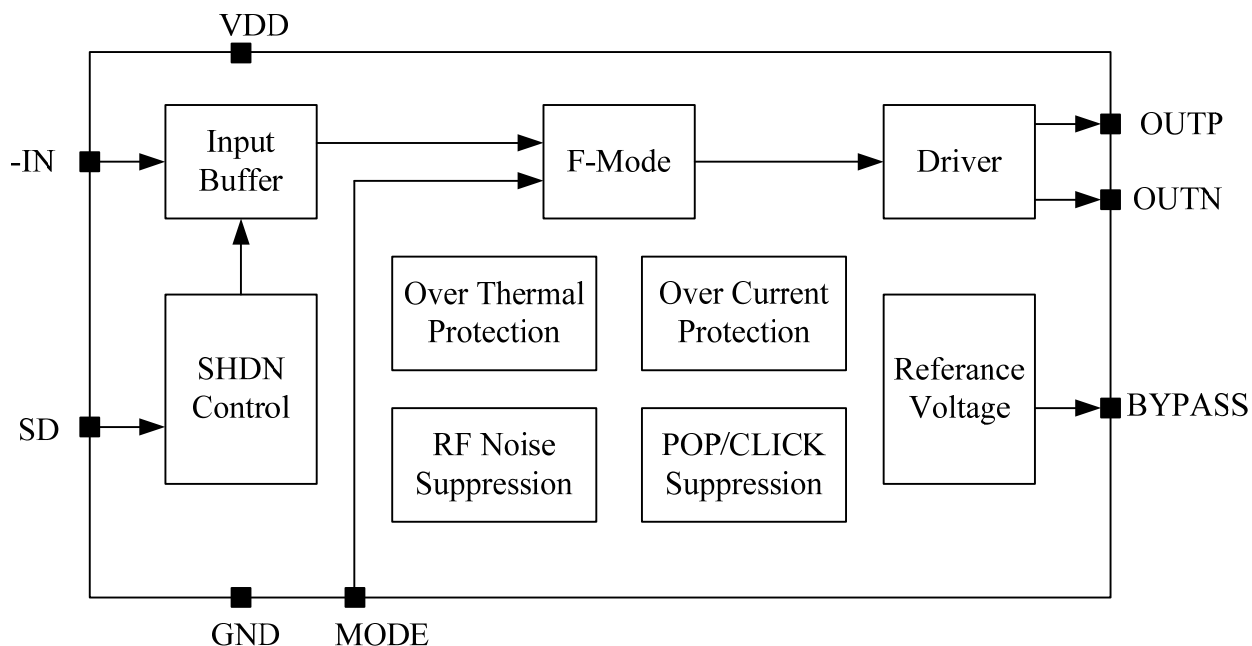 VDD
-IN
Input
Buffer
F-Mode
Driver
OUTP
OUTN
Over Thermal
Protection
Over Current
Protection
SHDN
Control
Referance
Voltage
SD
BYPASS
RF Noise
Suppression
POP/CLICK
Suppression
GND
MODE